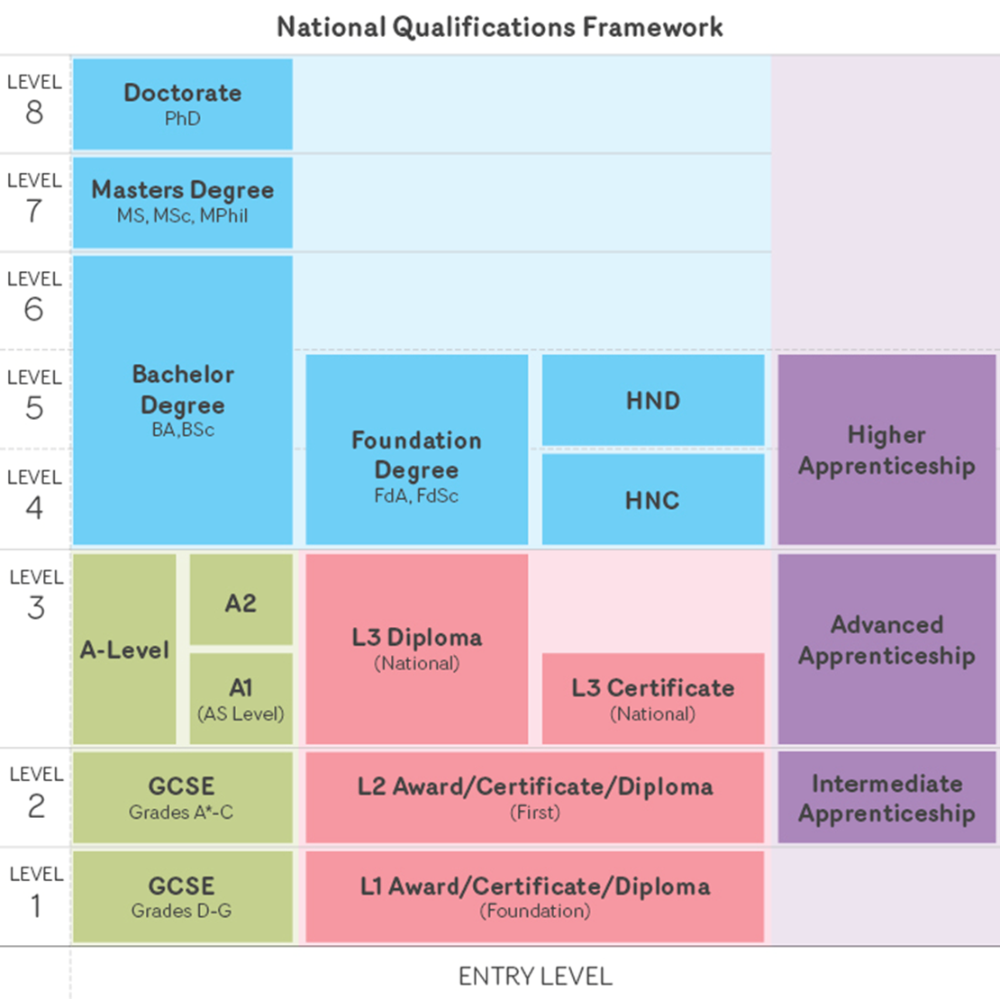 National Qualifications Framework
LEVEL
8
Doctorate
PhD
LEVEL
7
Masters Degree
MS, MSc, MPhil
LEVEL
6
Bachelor
Degree
BA,BSc
LEVEL
5
HND
Foundation
Degree
FdA, FdSc
Higher
Apprenticeship
LEVEL
4
HNC
LEVEL
3
A-Level
A2
A1
(AS Level)
L3 Diploma
(National)
L3 Certificate
(National)
Advanced
Apprenticeship
LEVEL
2
GCSE
Grades A*-C
L2 Award/Certificate/Diploma
(First)
Intermediate
Apprenticeship
LEVEL
1
GCSE
Grades D-G
L1 Award/Certificate/Diploma
(Foundation)
ENTRY LEVEL